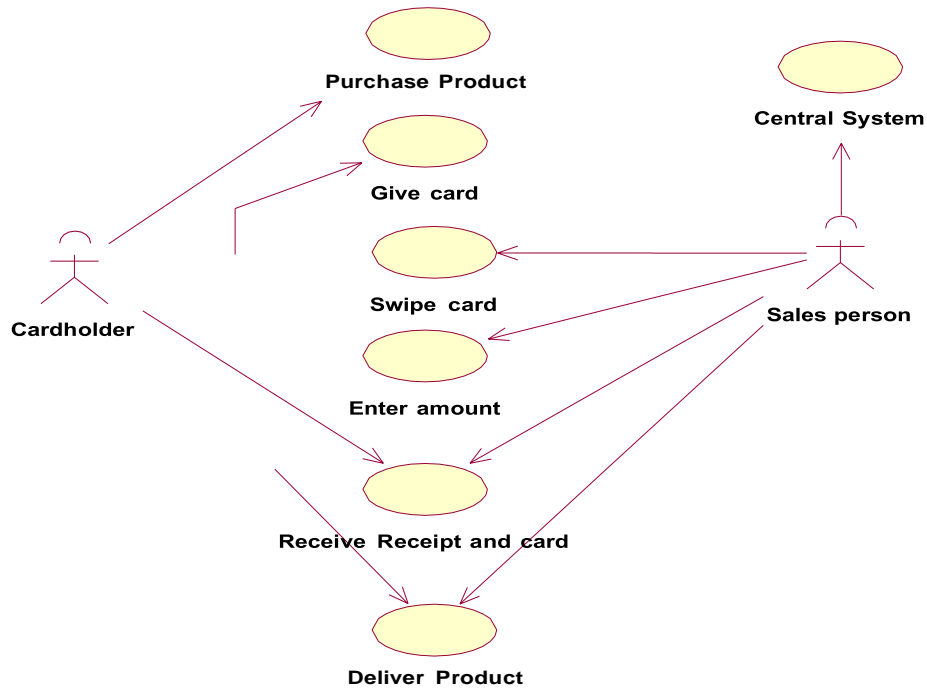 Purchase Product
Central System
Give card
Swipe card
Sales person
Cardholder
Enter amount
Receive Receipt and card
Deliver Product